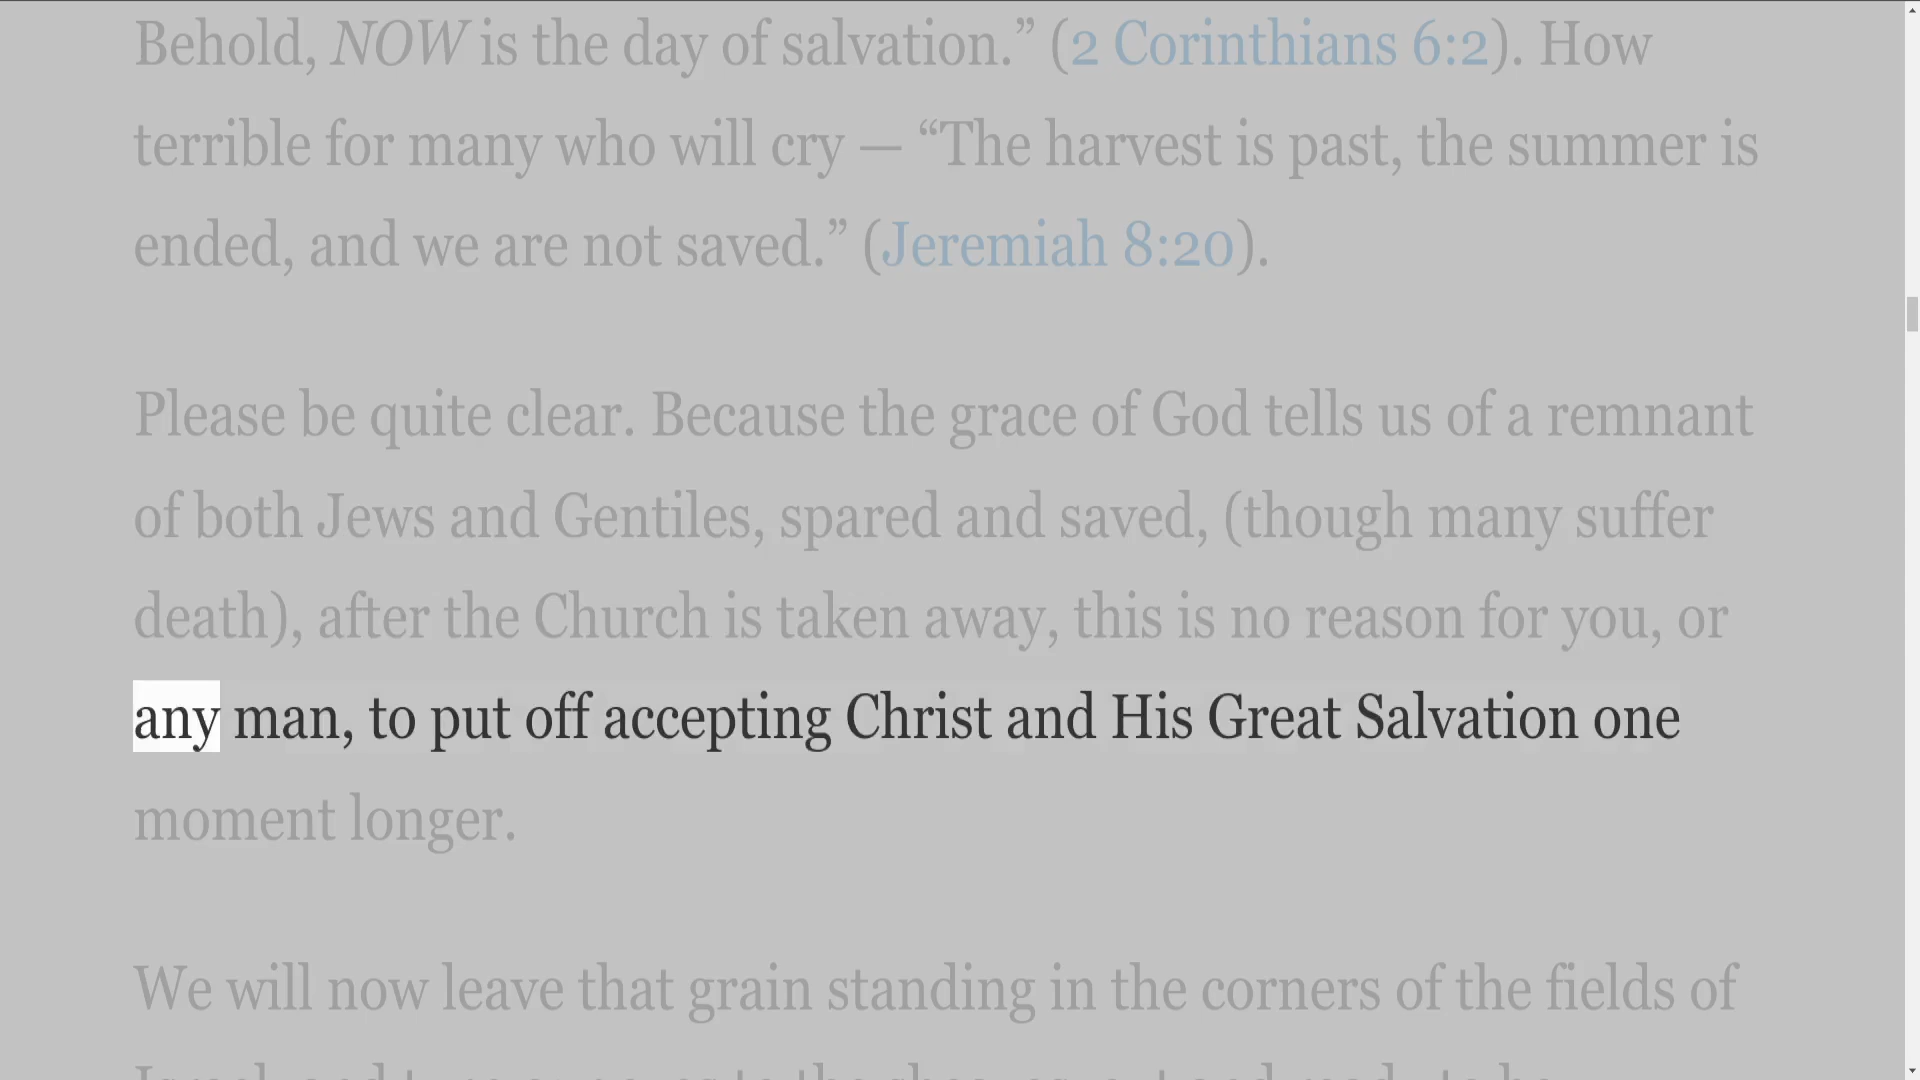 Behold, NOW is the day of salvation.” (2 Corinthians 6:2). How
terrible for many who will cry — “The harvest is past, the summer is
ended, and we are not saved.” (Jeremiah 8:20).
Please be quite clear. Because the grace of God tells us of a remnant
of both Jews and Gentiles, spared and saved, (though many suffer
death), after the Church is taken away, this is no reason for you, or
any man, to put off accepting Christ and His Great Salvation one
moment longer.
We will now leave that grain standing in the corners of the fields of